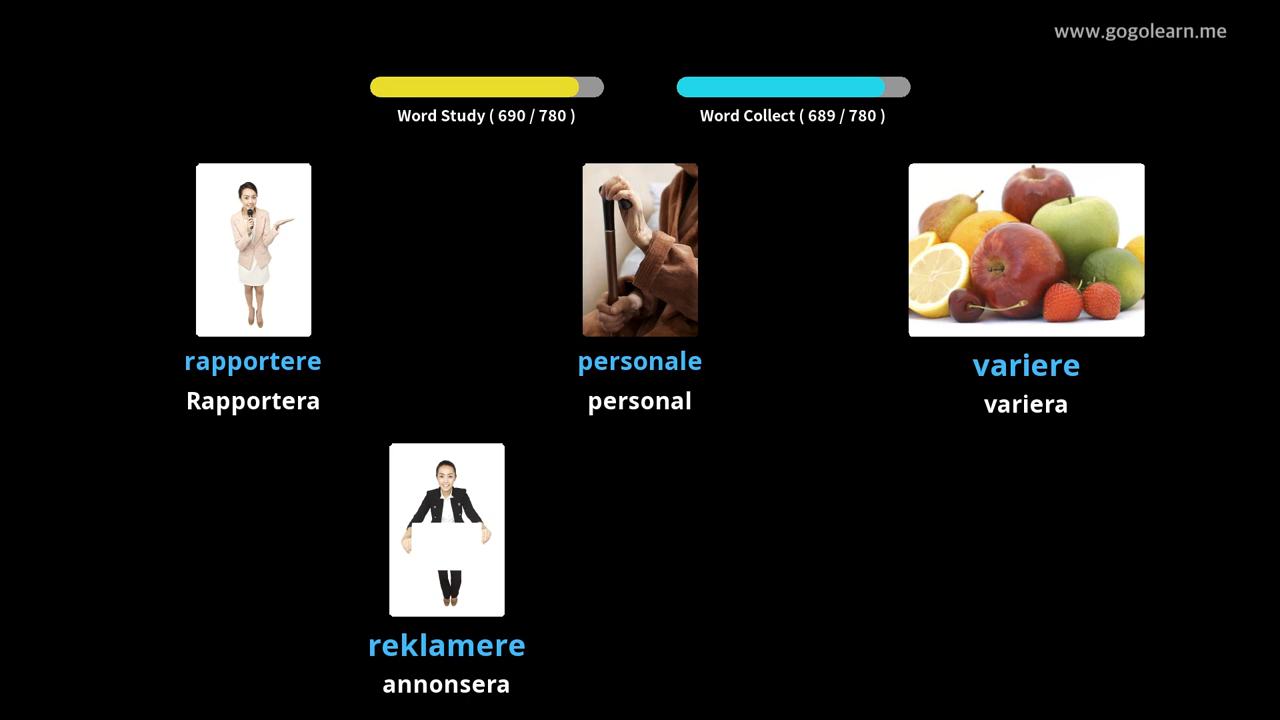 www.gogolearn.me
Word Study ( 690 / 780 )
Word Collect ( 689 / 780 )
rapportere
Rapportera
personale
personal
variere
variera
reklamere
annonsera